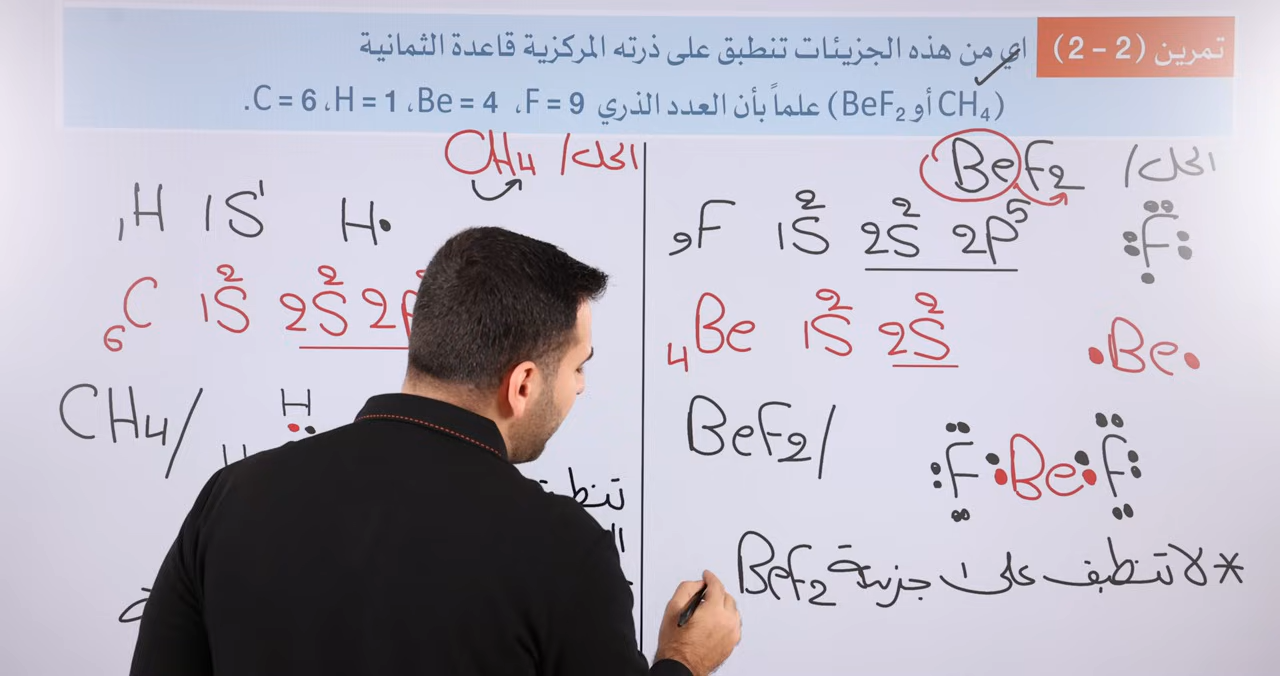 تمرين (2 - 2) اي من هذه الجزيئات تنطبق على ذرته المركزية قاعدة الثمانية
(CH₄ أو BeF₂) علماً بأن العدد الذري F = 9، Be = 4، H = 1، C = 6.
الحل/ BeF₂
₉F 1S² 2S² 2P⁵ F
₄Be 1S² 2S² Be
BeF₂/ F Be F
* لا تنطبق على جزيئة BeF₂
الحل/ CH₄
₁H 1S¹ H
₆C 1S² 2S² 2P
CH₄/ H
H